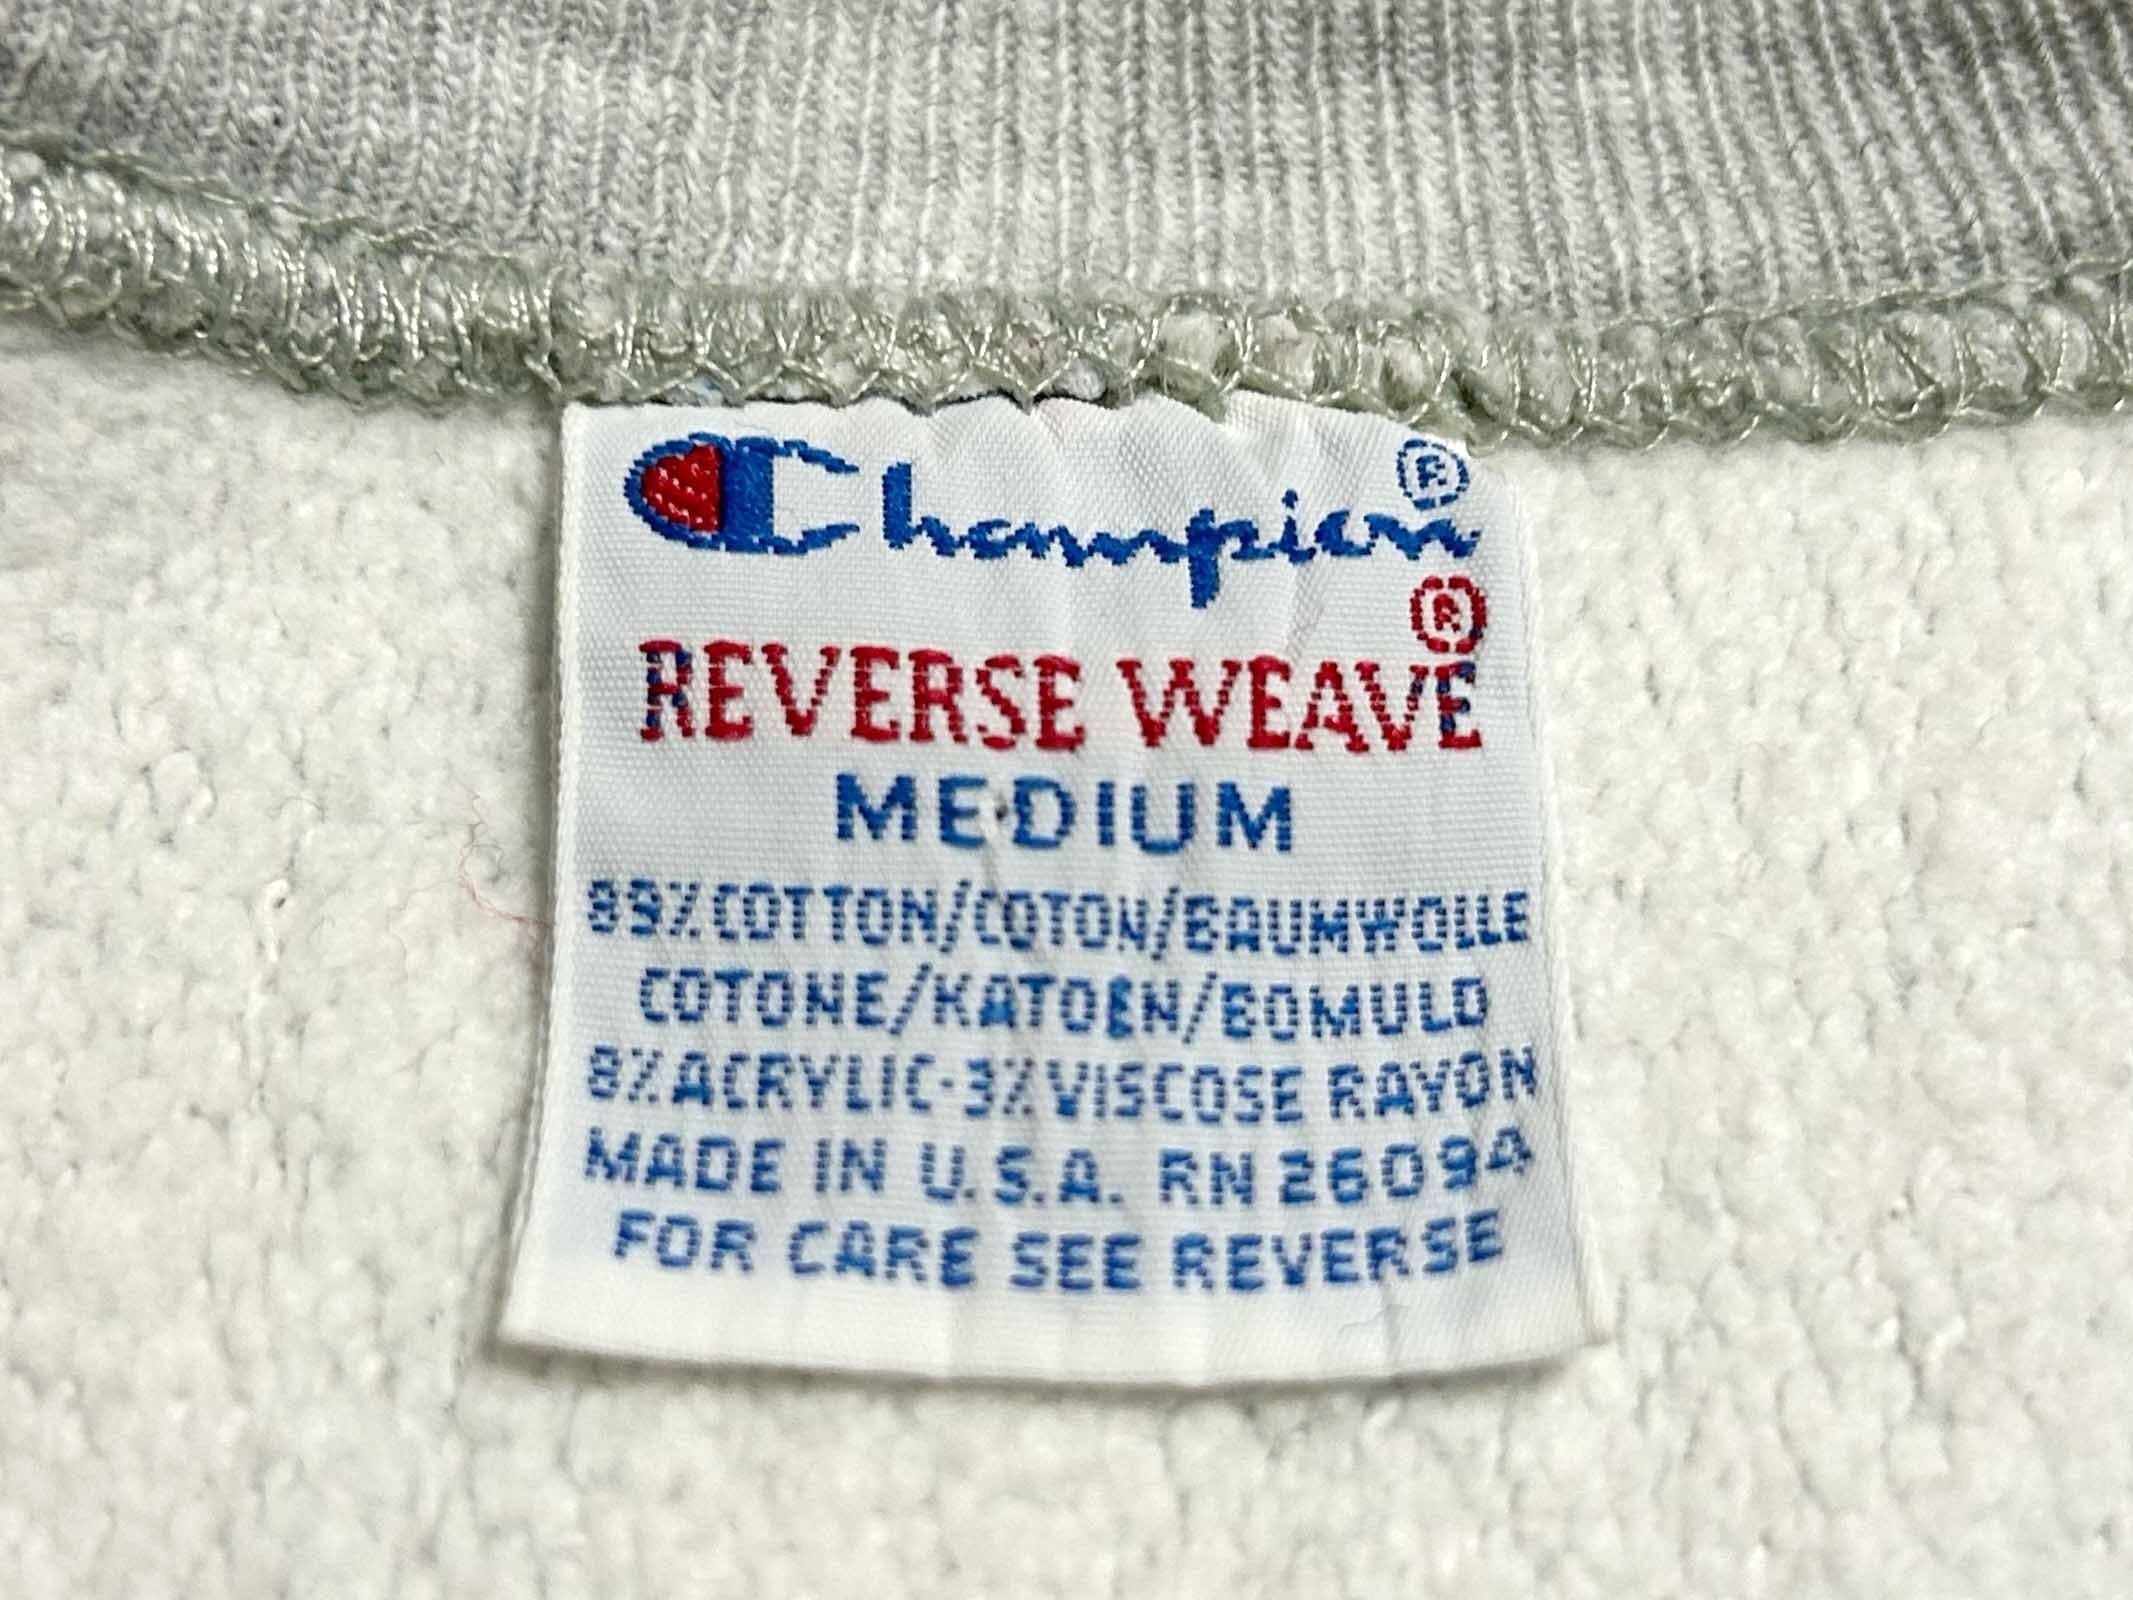 Champion®
REVERSE WEAVE®
MEDIUM
89% COTTON/COTON/BAUMWOLLE
COTONE/KATOEN/BOMULD
8% ACRYLIC-3% VISCOSE RAYON
MADE IN U.S.A. RN 26094
FOR CARE SEE REVERSE